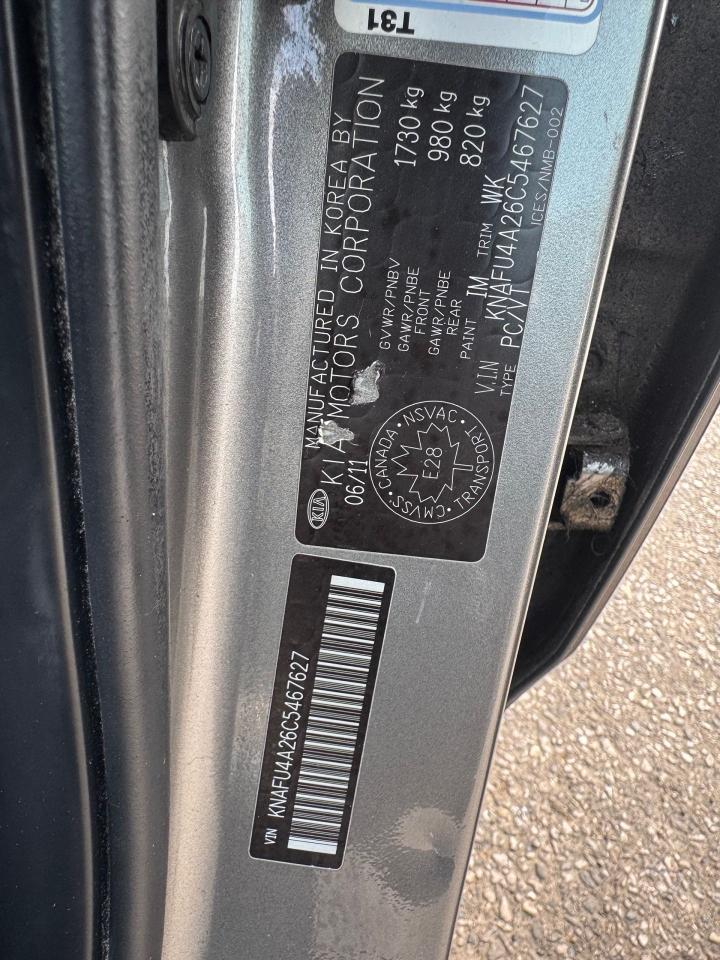 T31
MANUFACTURED IN KOREA BY
KIA MOTORS CORPORATION
06/11
GVWR/PNBV 1730 kg
GAWR/PNBE FRONT 980 kg
GAWR/PNBE REAR 820 kg
PAINT IM TRIM WK
V.I.N KNAFU4A26C5467627
TYPE PC/VT
ICES/NMB-002
KIA
CANADA · NSVAC · TRANSPORT · CMVSS
E28
VIN KNAFU4A26C5467627